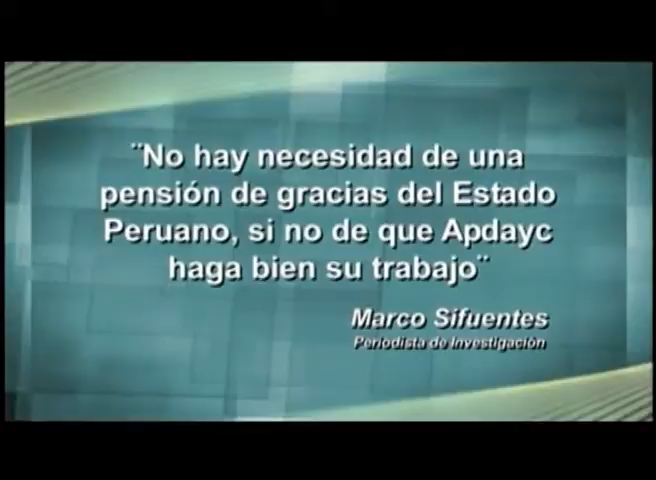 ¨No hay necesidad de una
pensión de gracias del Estado
Peruano, si no de que Apdayc
haga bien su trabajo¨
Marco Sifuentes
Periodista de Investigación